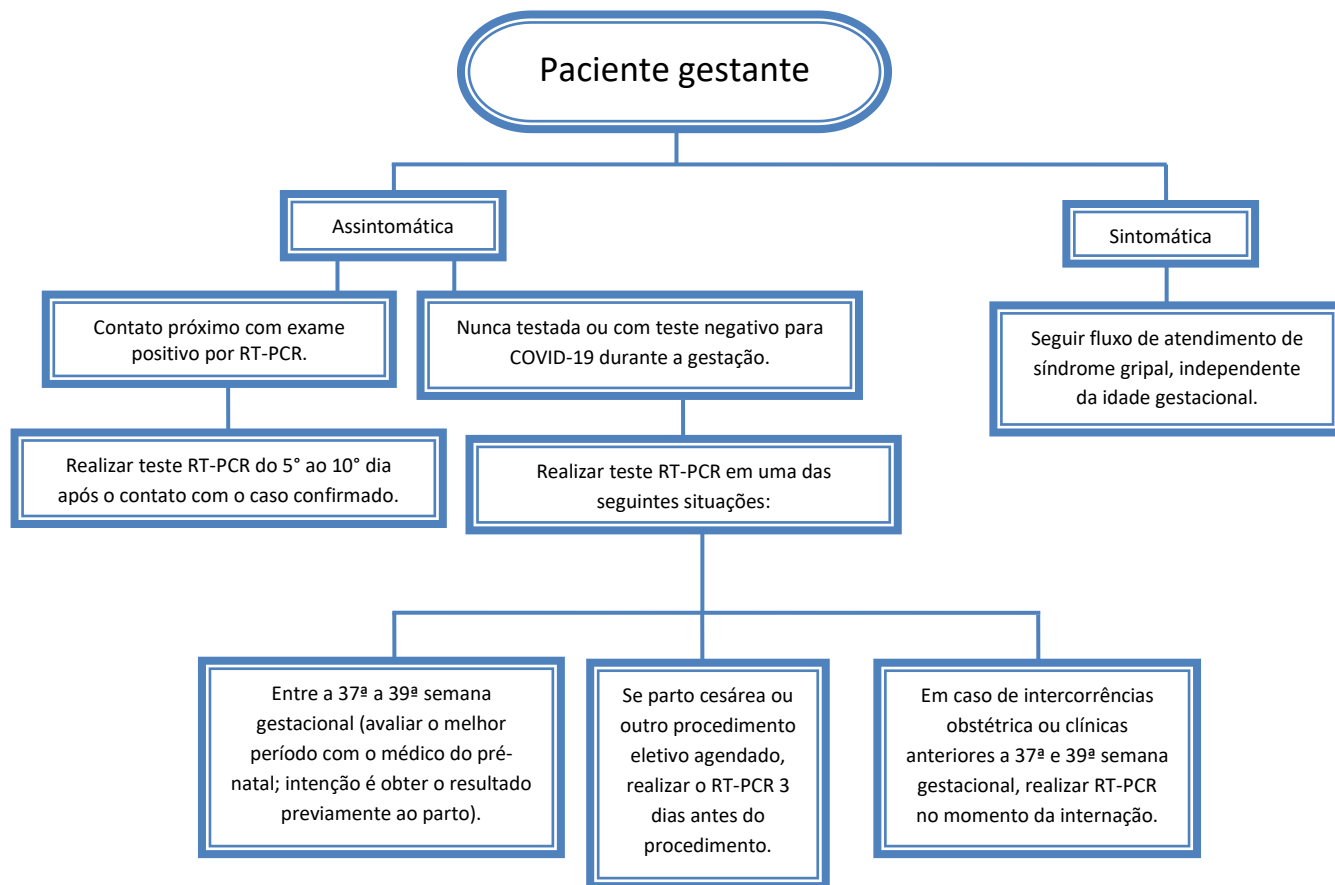 Paciente gestante
Assintomática
Sintomática
Contato próximo com exame
positivo por RT-PCR.
Nunca testada ou com teste negativo para
COVID-19 durante a gestação.
Seguir fluxo de atendimento de
síndrome gripal, independente
da idade gestacional.
Realizar teste RT-PCR do 5° ao 10° dia
após o contato com o caso confirmado.
Realizar teste RT-PCR em uma das
seguintes situações:
Entre a 37ª a 39ª semana
gestacional (avaliar o melhor
período com o médico do pré-
natal; intenção é obter o resultado
previamente ao parto).
Se parto cesárea ou
outro procedimento
eletivo agendado,
realizar o RT-PCR 3
dias antes do
procedimento.
Em caso de intercorrências
obstétrica ou clínicas
anteriores a 37ª e 39ª semana
gestacional, realizar RT-PCR
no momento da internação.